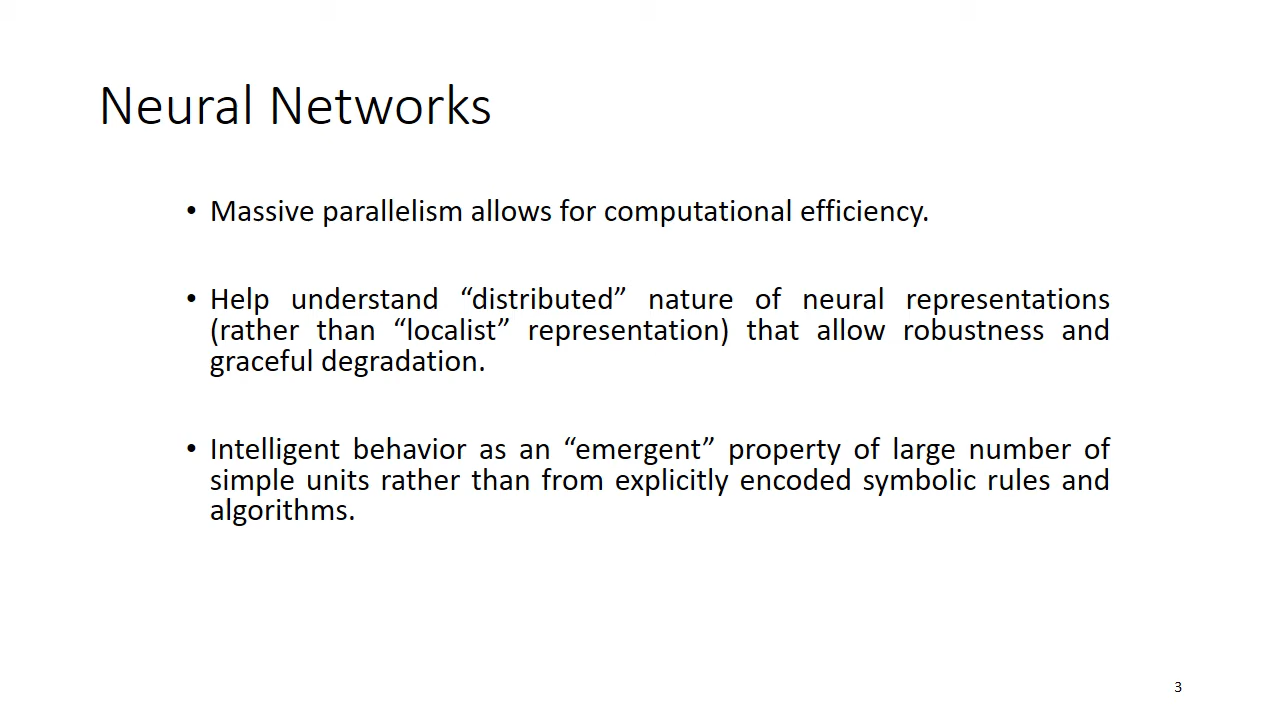 Neural Networks
• Massive parallelism allows for computational efficiency.
• Help understand “distributed” nature of neural representations
(rather than “localist” representation) that allow robustness and
graceful degradation.
• Intelligent behavior as an “emergent” property of large number of
simple units rather than from explicitly encoded symbolic rules and
algorithms.
3